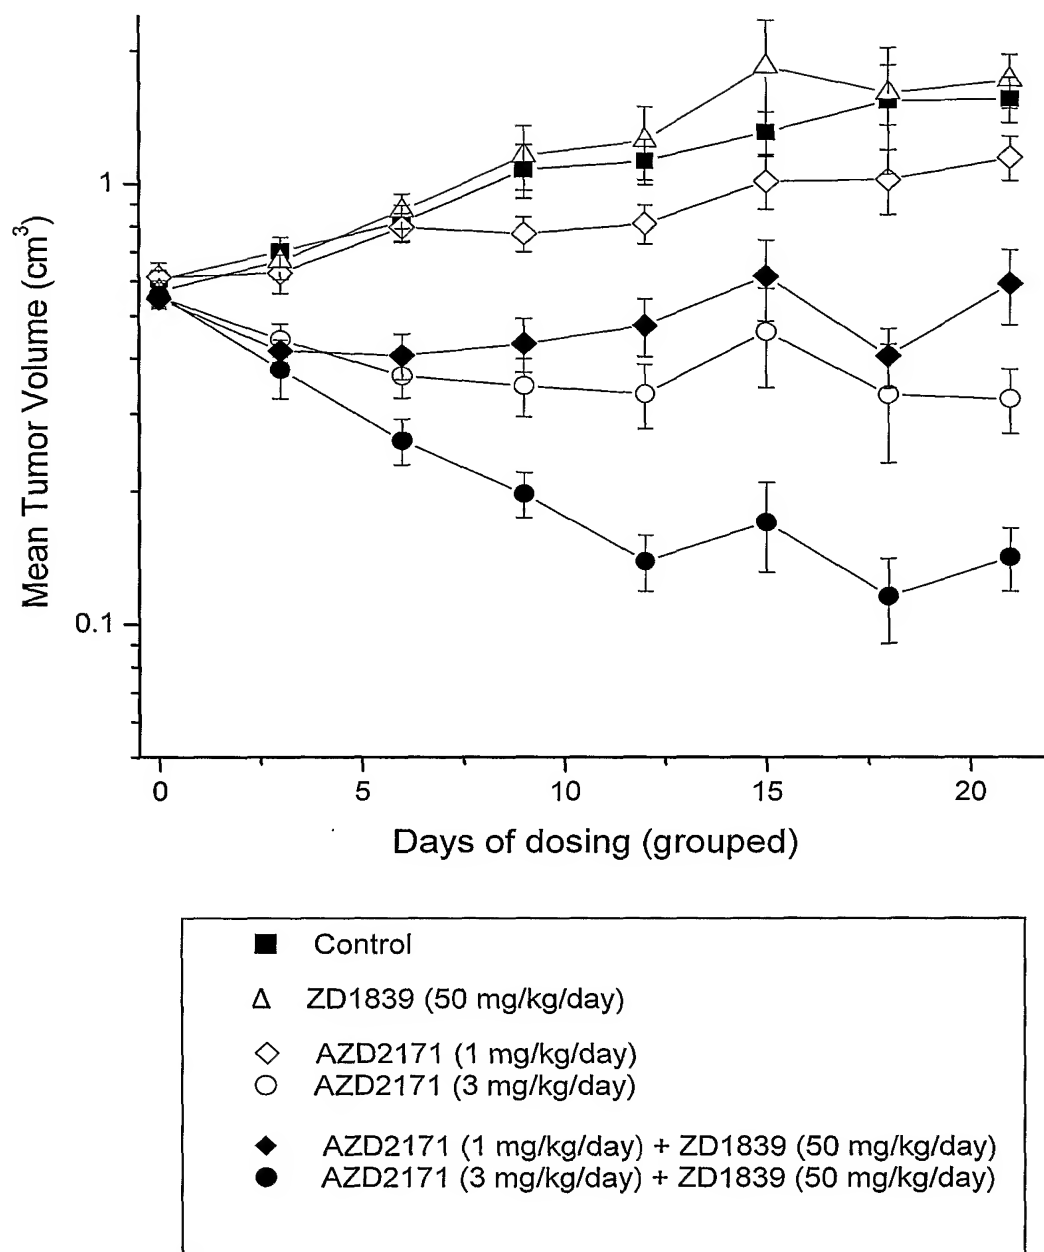 1
0.1
Mean Tumor Volume (cm³)
0 5 10 15 20
Days of dosing (grouped)
Control
ZD1839 (50 mg/kg/day)
AZD2171 (1 mg/kg/day)
AZD2171 (3 mg/kg/day)
AZD2171 (1 mg/kg/day) + ZD1839 (50 mg/kg/day)
AZD2171 (3 mg/kg/day) + ZD1839 (50 mg/kg/day)